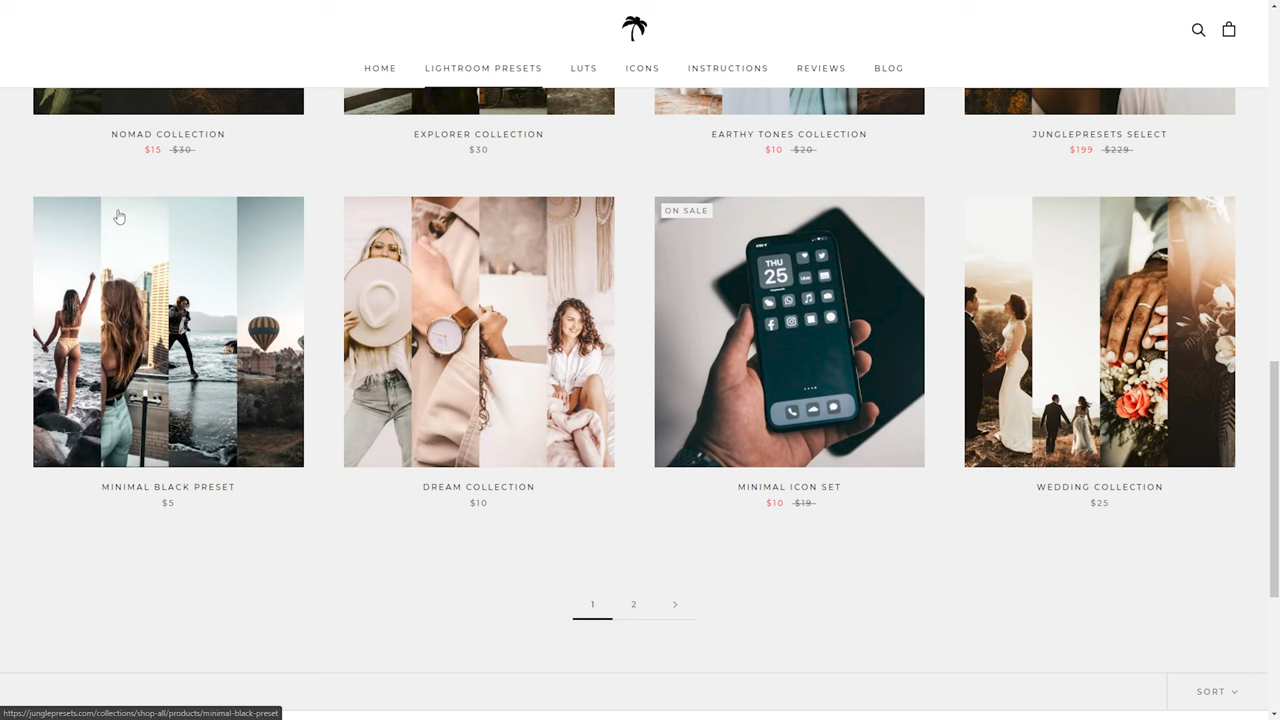 HOME LIGHTROOM PRESETS LUTS ICONS INSTRUCTIONS REVIEWS BLOG
NOMAD COLLECTION
$15 $30
EXPLORER COLLECTION
$30
EARTHY TONES COLLECTION
$10 $20
JUNGLEPRESETS SELECT
$199 $229
ON SALE
THU
25
MINIMAL BLACK PRESET
$5
DREAM COLLECTION
$10
MINIMAL ICON SET
$10 $19
WEDDING COLLECTION
$25
1 2
SORT
https://junglepresets.com/collections/shop-all/products/minimal-black-preset